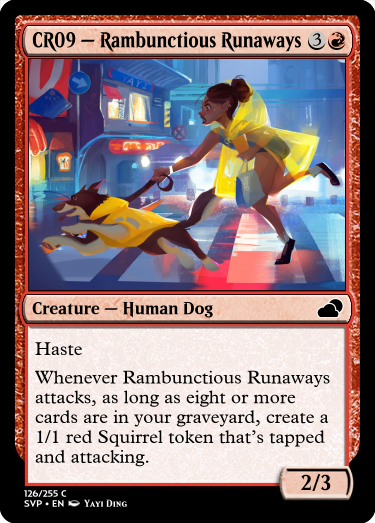 CR09 — Rambunctious Runaways 3
Creature — Human Dog
Haste
Whenever Rambunctious Runaways
attacks, as long as eight or more
cards are in your graveyard, create a
1/1 red Squirrel token that's tapped
and attacking.
2/3
126/255 C
SVP • EN Yayi Ding